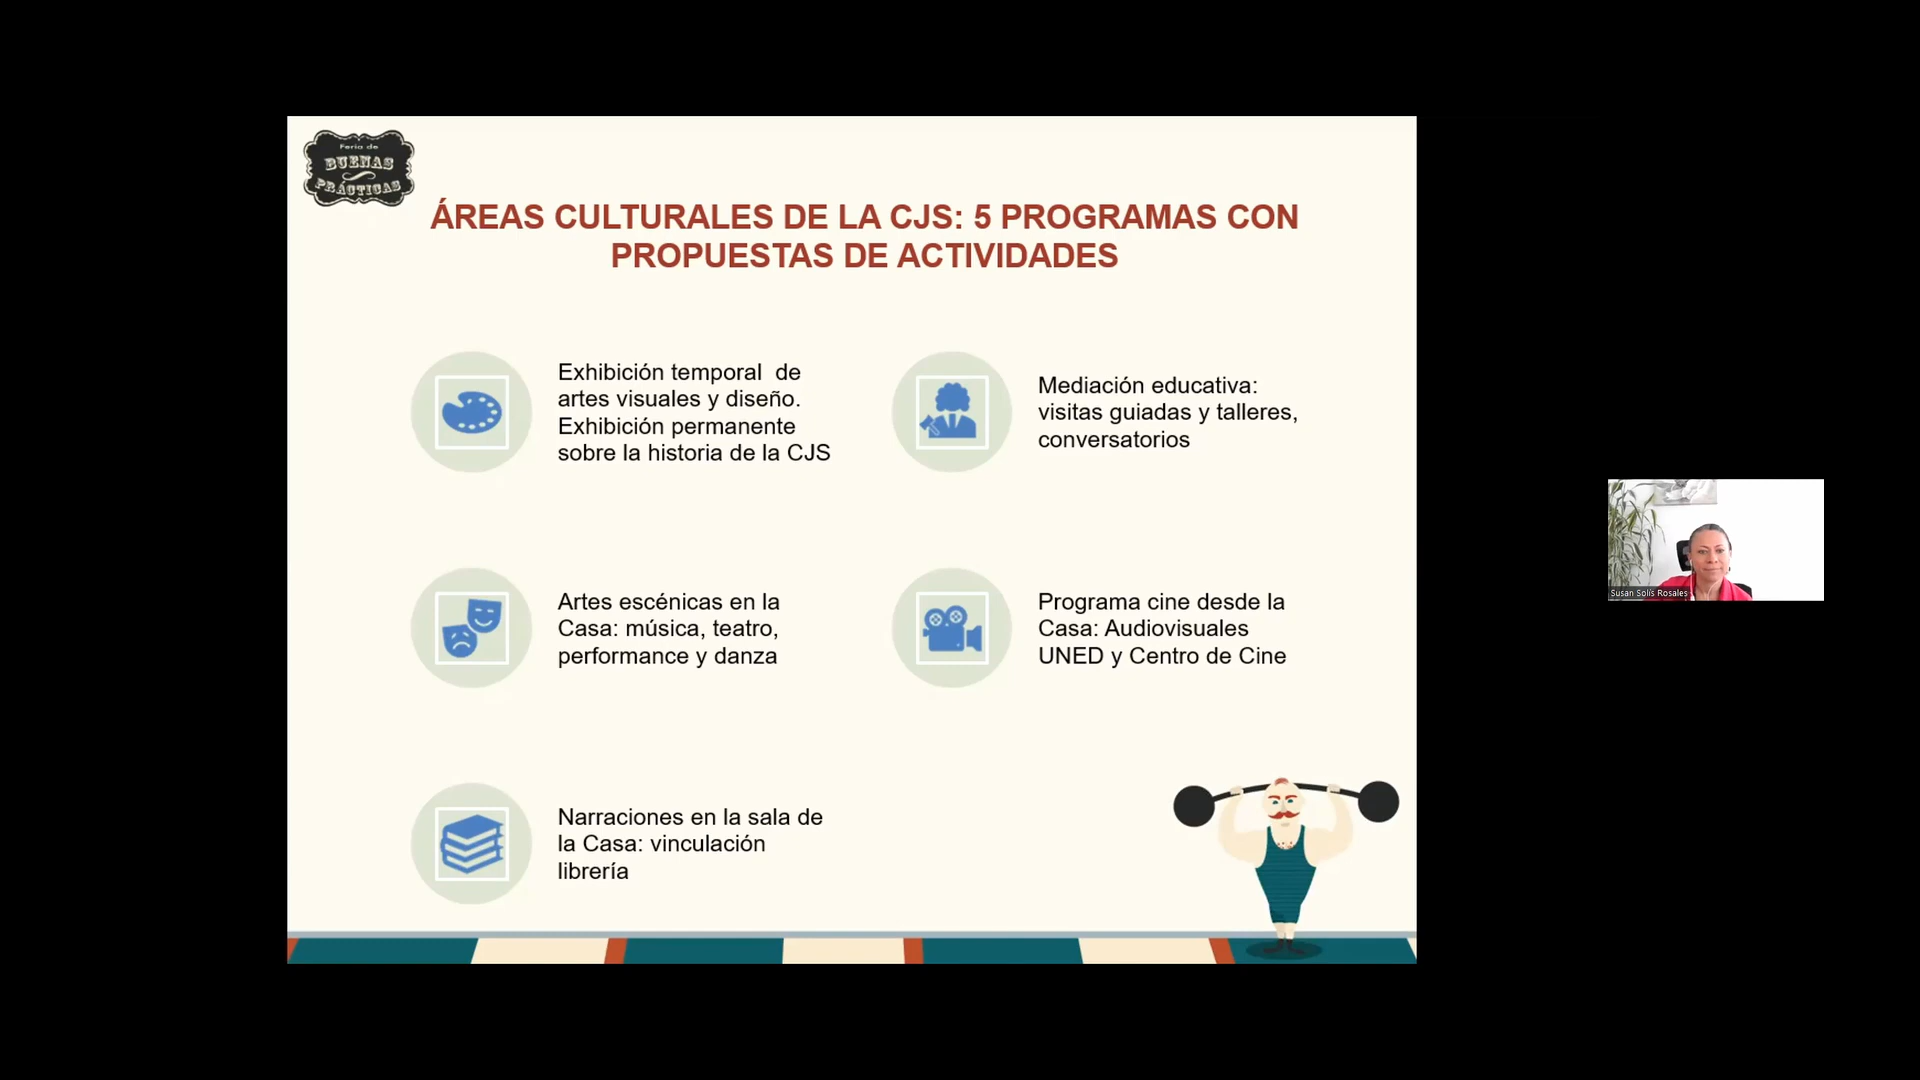 Feria de
BUENAS
PRÁCTICAS
ÁREAS CULTURALES DE LA CJS: 5 PROGRAMAS CON
PROPUESTAS DE ACTIVIDADES
Exhibición temporal de
artes visuales y diseño.
Exhibición permanente
sobre la historia de la CJS
Mediación educativa:
visitas guiadas y talleres,
conversatorios
Artes escénicas en la
Casa: música, teatro,
performance y danza
Programa cine desde la
Casa: Audiovisuales
UNED y Centro de Cine
Narraciones en la sala de
la Casa: vinculación
librería
Susan Solís Rosales